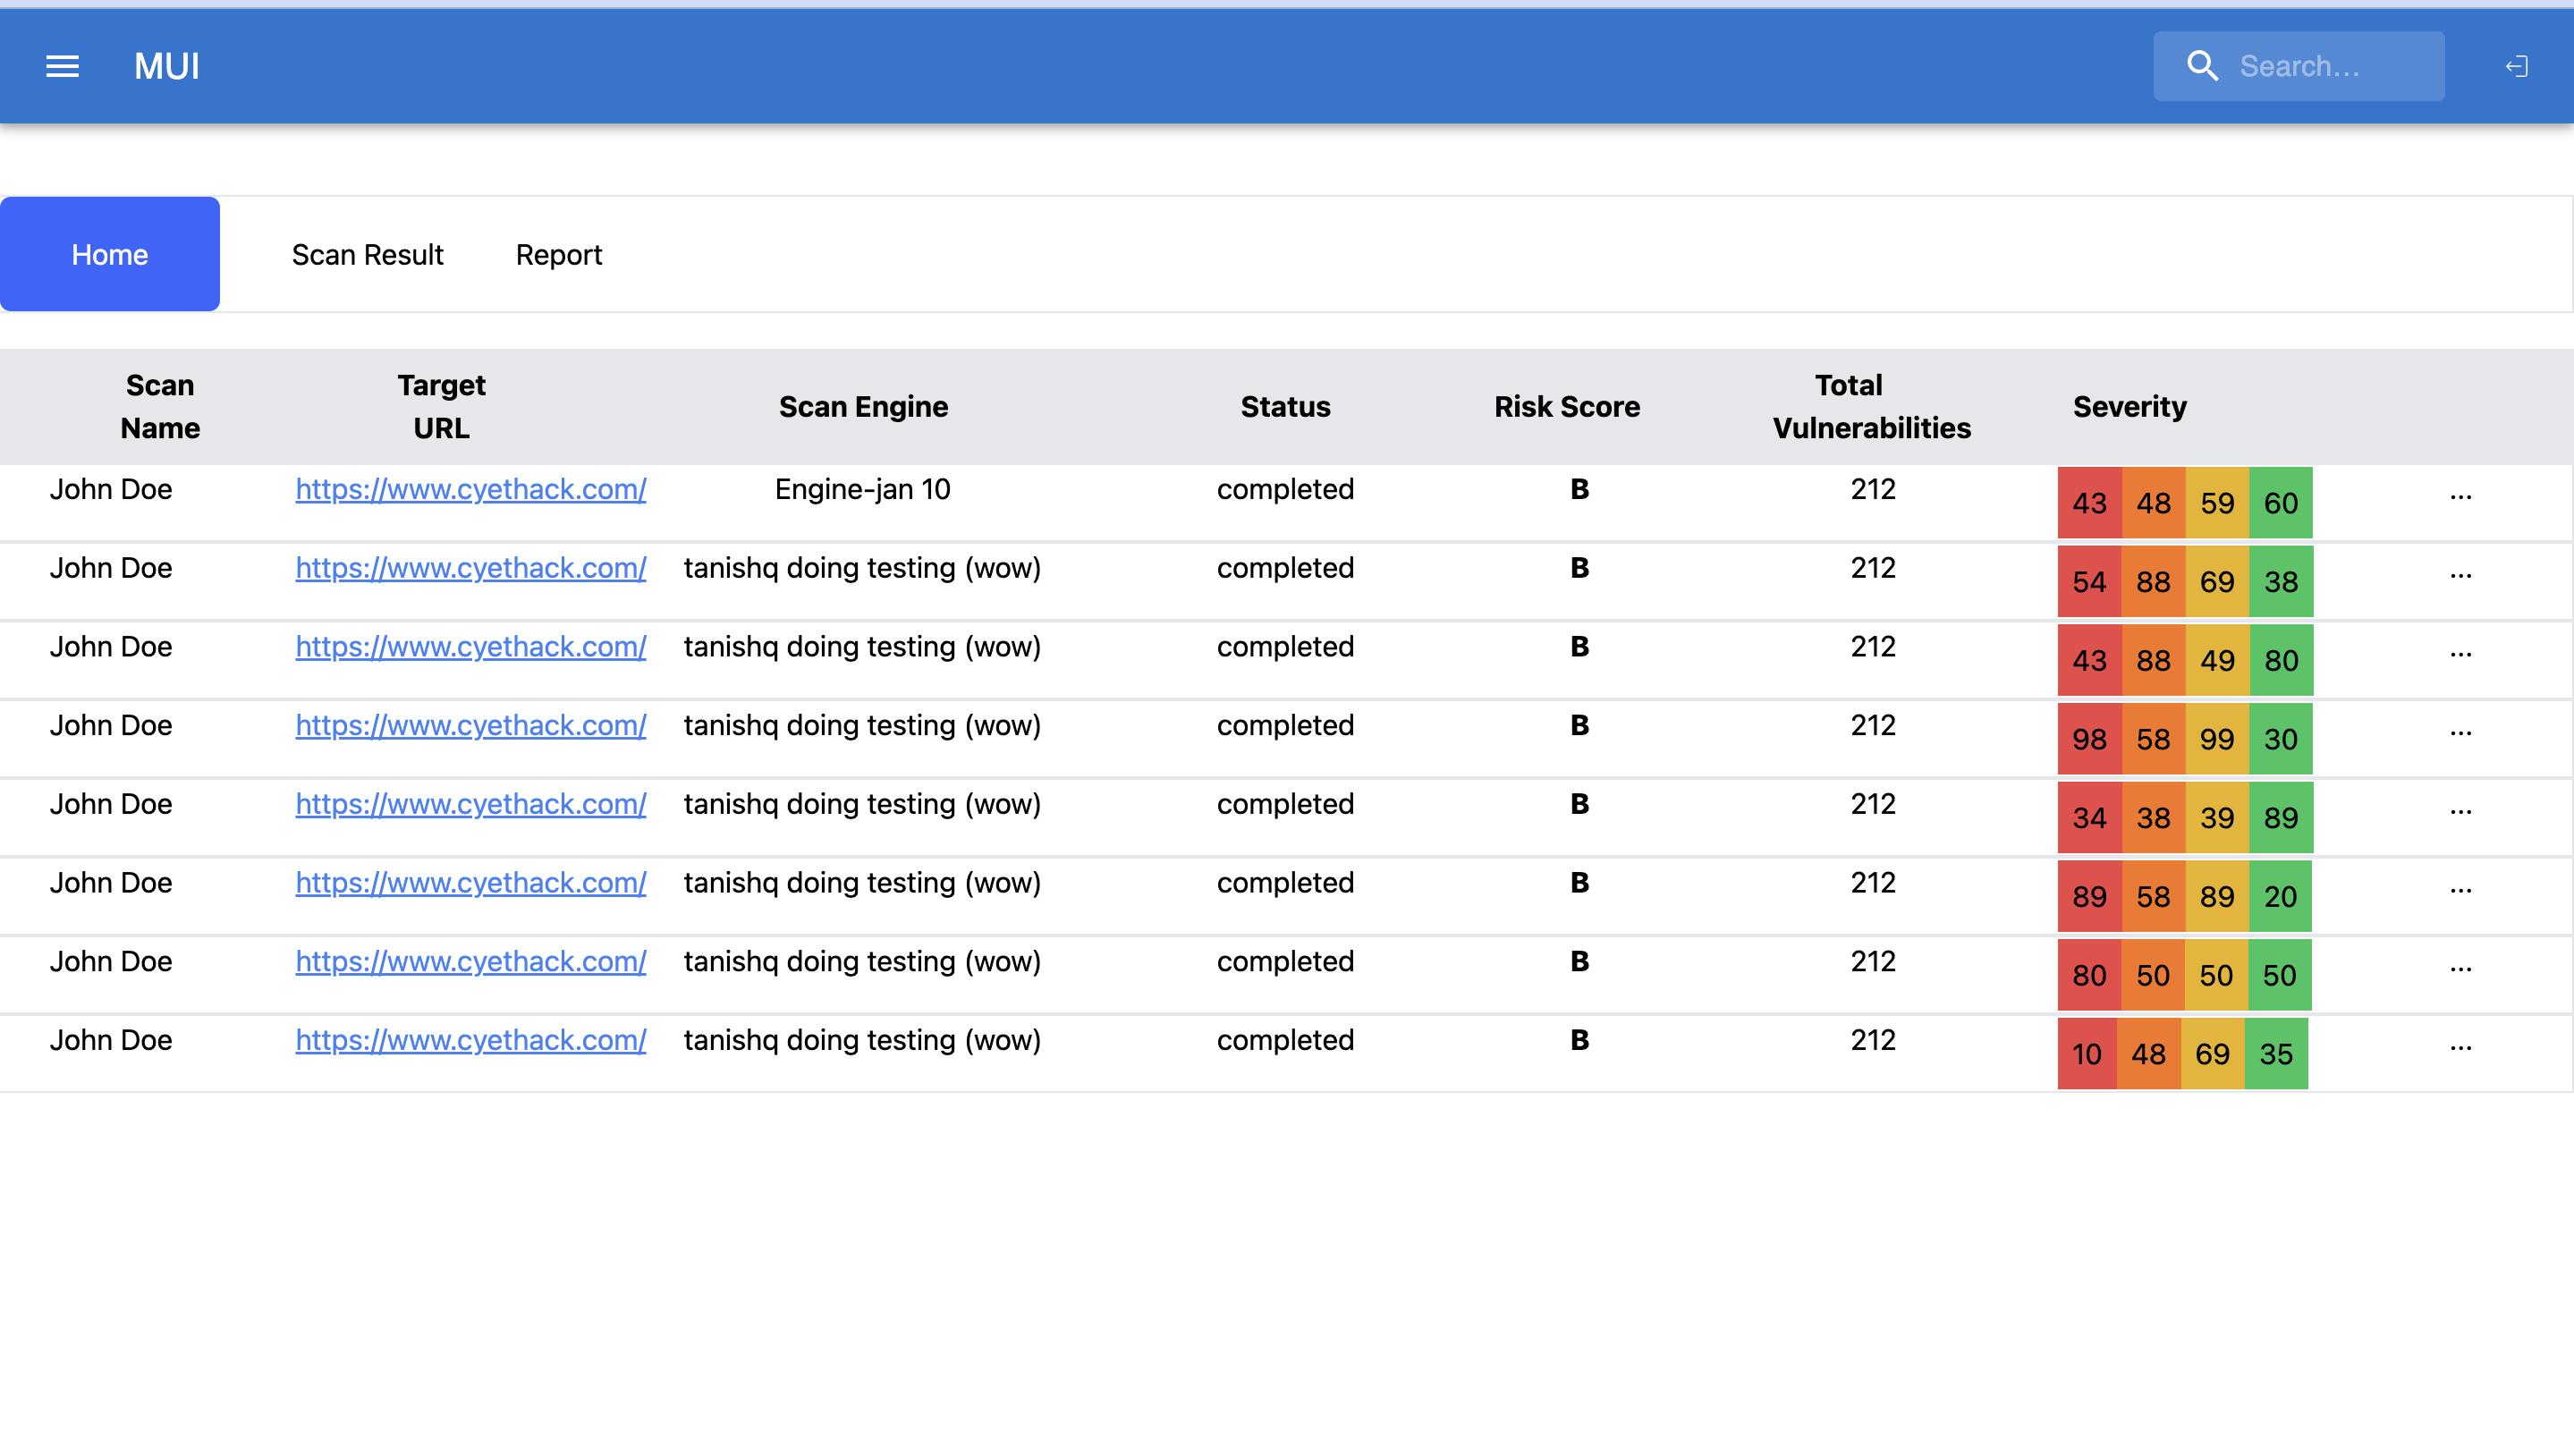 MUI Search…
Home Scan Result Report
Scan Name Target URL Scan Engine Status Risk Score Total Vulnerabilities Severity
John Doe https://www.cyethack.com/ Engine-jan 10 completed B 212 43 48 59 60 ...
John Doe https://www.cyethack.com/ tanishq doing testing (wow) completed B 212 54 88 69 38 ...
John Doe https://www.cyethack.com/ tanishq doing testing (wow) completed B 212 43 88 49 80 ...
John Doe https://www.cyethack.com/ tanishq doing testing (wow) completed B 212 98 58 99 30 ...
John Doe https://www.cyethack.com/ tanishq doing testing (wow) completed B 212 34 38 39 89 ...
John Doe https://www.cyethack.com/ tanishq doing testing (wow) completed B 212 89 58 89 20 ...
John Doe https://www.cyethack.com/ tanishq doing testing (wow) completed B 212 80 50 50 50 ...
John Doe https://www.cyethack.com/ tanishq doing testing (wow) completed B 212 10 48 69 35 ...